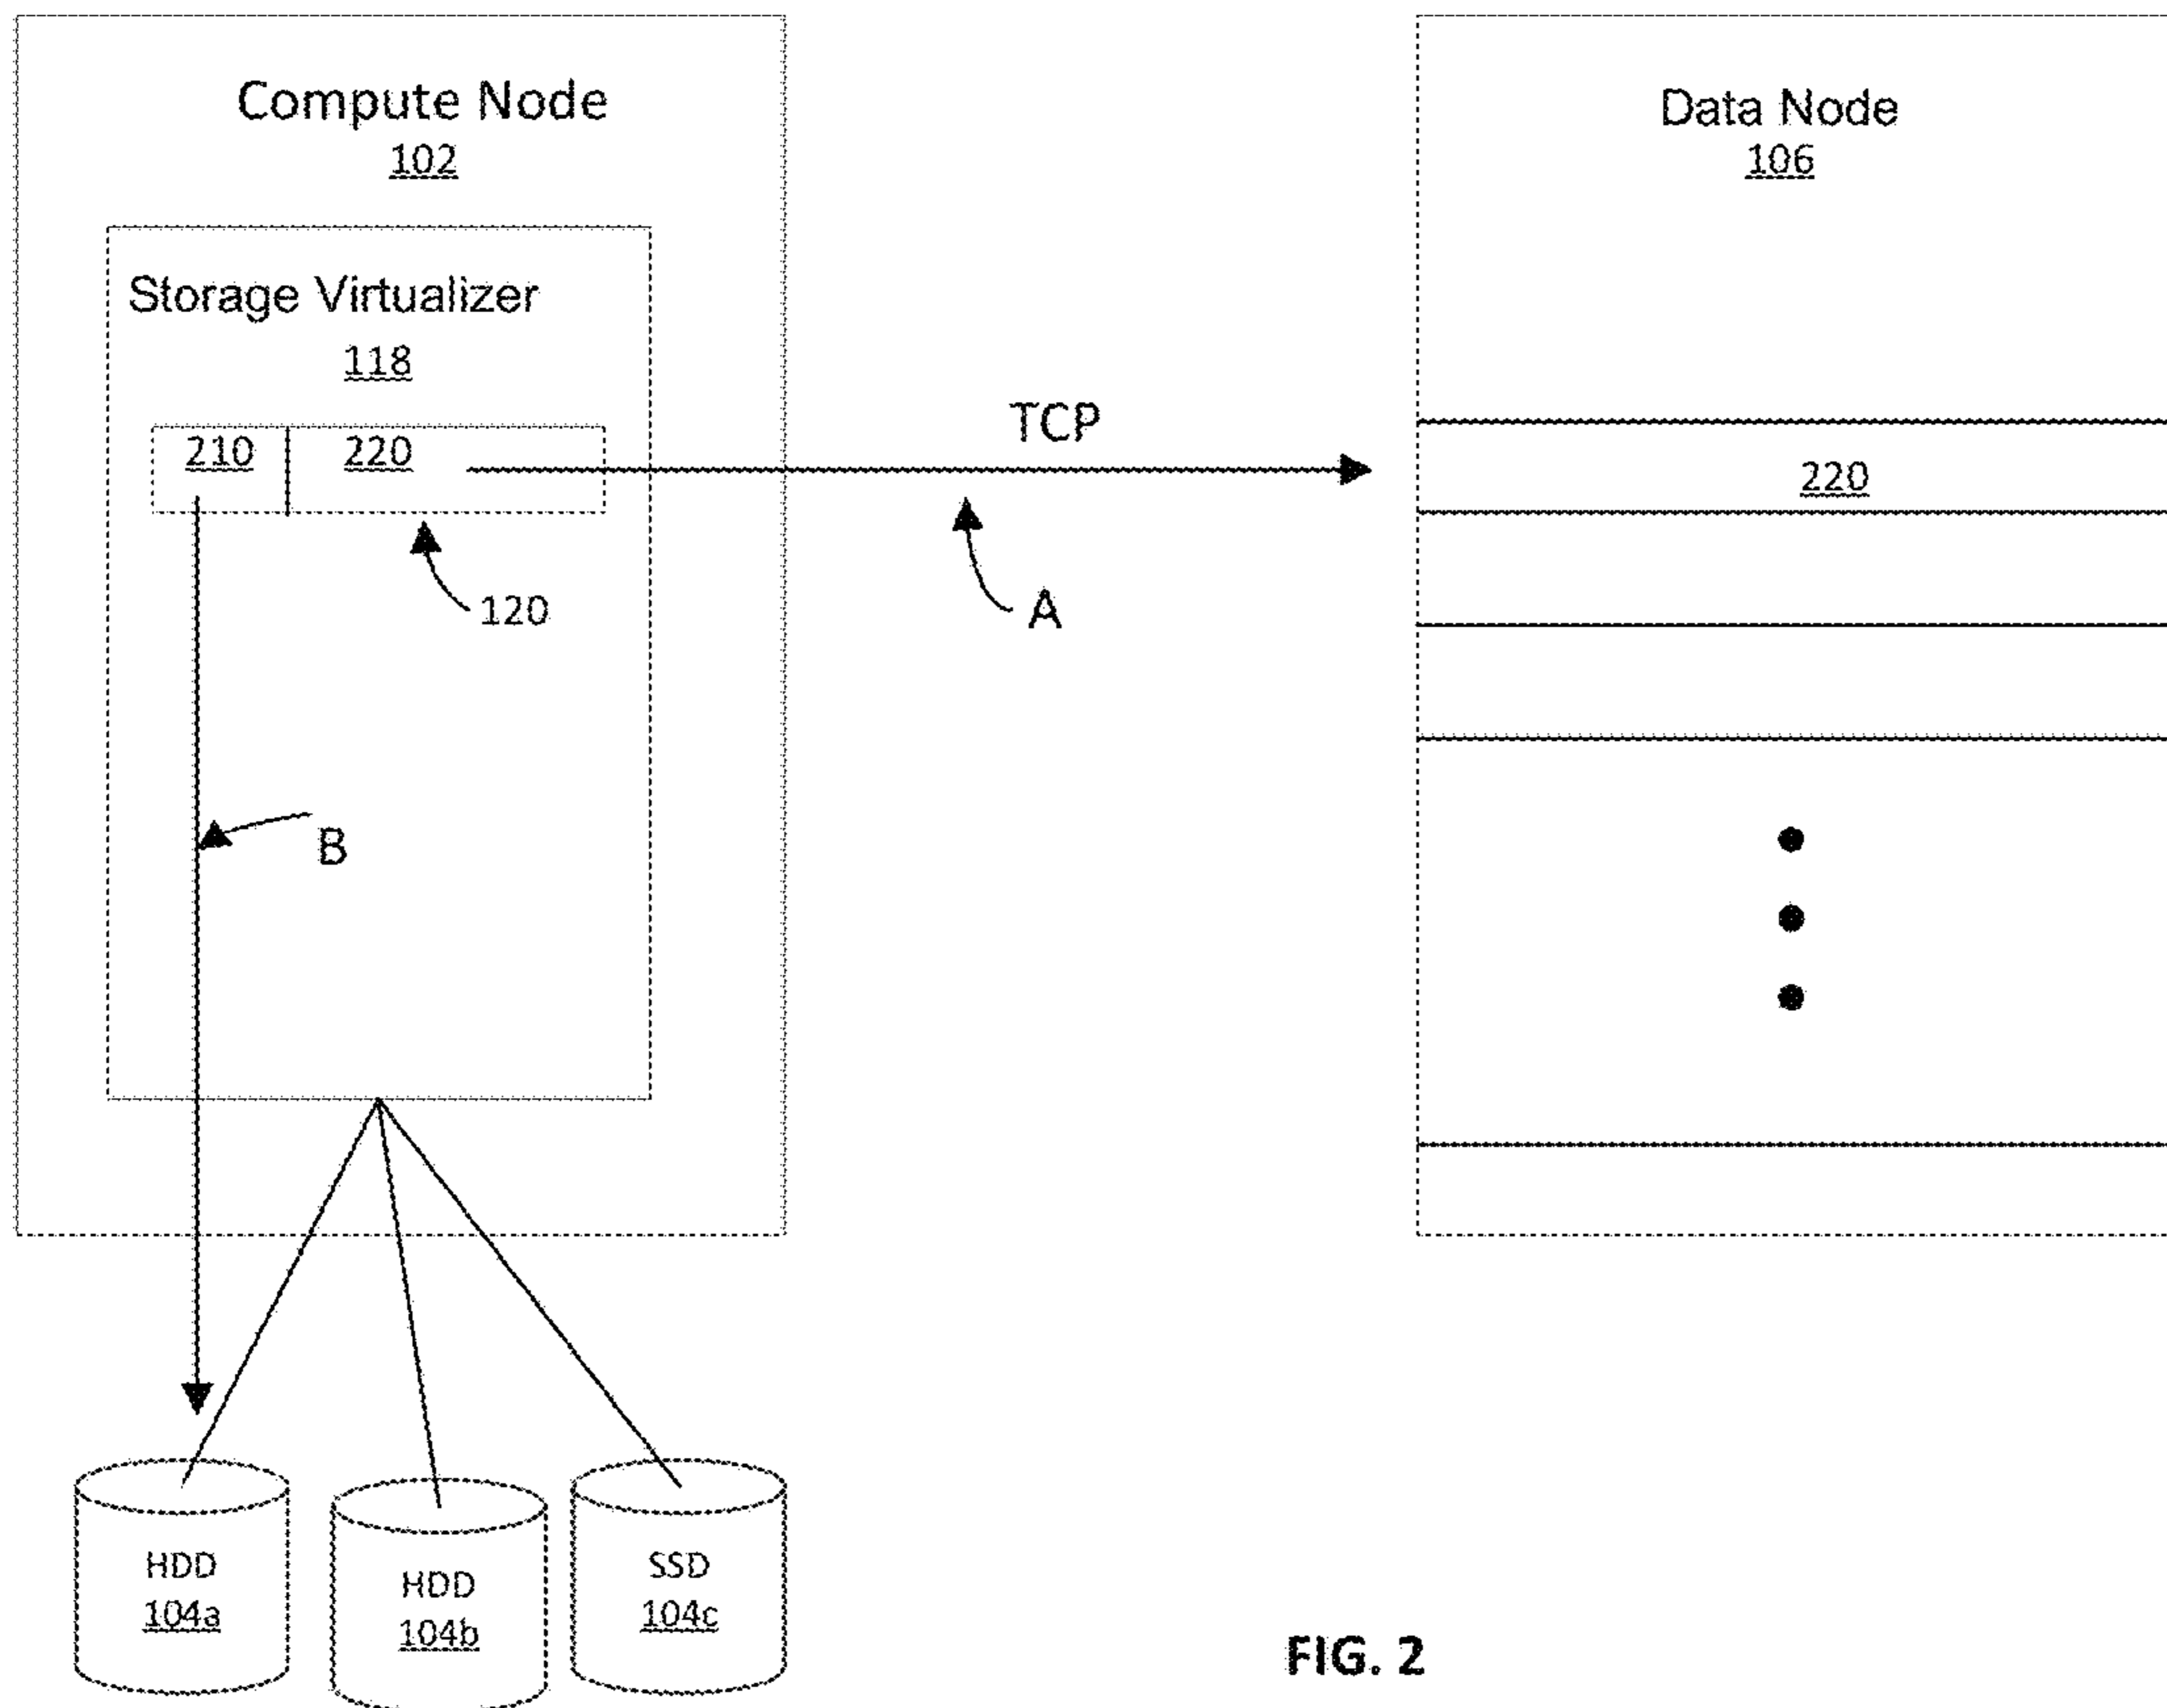 Compute Node
102
Data Node
106
Storage Virtualizer
118
210
220
TCP
220
120
A
B
HDD
104a
HDD
104b
SSD
104c
FIG. 2